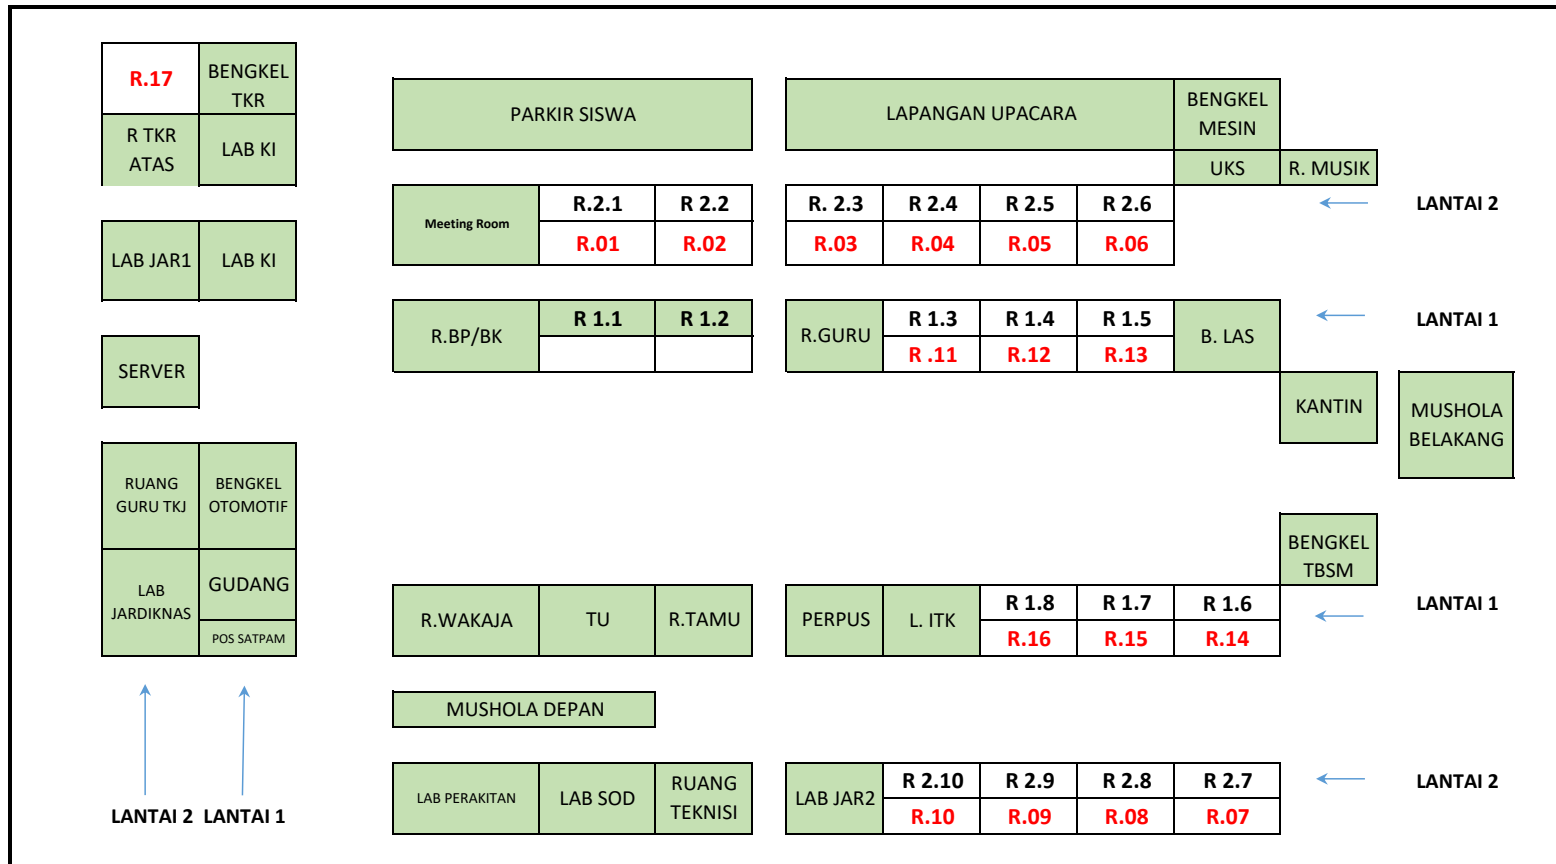 R.17
BENGKEL
TKR
R TKR
ATAS
LAB KI
PARKIR SISWA
LAPANGAN UPACARA
BENGKEL
MESIN
UKS
R. MUSIK
Meeting Room
R.2.1
R 2.2
R. 2.3
R 2.4
R 2.5
R 2.6
LANTAI 2
R.01
R.02
R.03
R.04
R.05
R.06
LAB JAR1
LAB KI
R.BP/BK
R 1.1
R 1.2
R.GURU
R 1.3
R 1.4
R 1.5
B. LAS
LANTAI 1
R .11
R.12
R.13
SERVER
KANTIN
MUSHOLA
BELAKANG
RUANG
GURU TKJ
BENGKEL
OTOMOTIF
BENGKEL
TBSM
LAB
JARDIKNAS
GUDANG
POS SATPAM
R.WAKAJA
TU
R.TAMU
PERPUS
L. ITK
R 1.8
R 1.7
R 1.6
LANTAI 1
R.16
R.15
R.14
MUSHOLA DEPAN
LAB PERAKITAN
LAB SOD
RUANG
TEKNISI
LAB JAR2
R 2.10
R 2.9
R 2.8
R 2.7
LANTAI 2
R.10
R.09
R.08
R.07
LANTAI 2
LANTAI 1